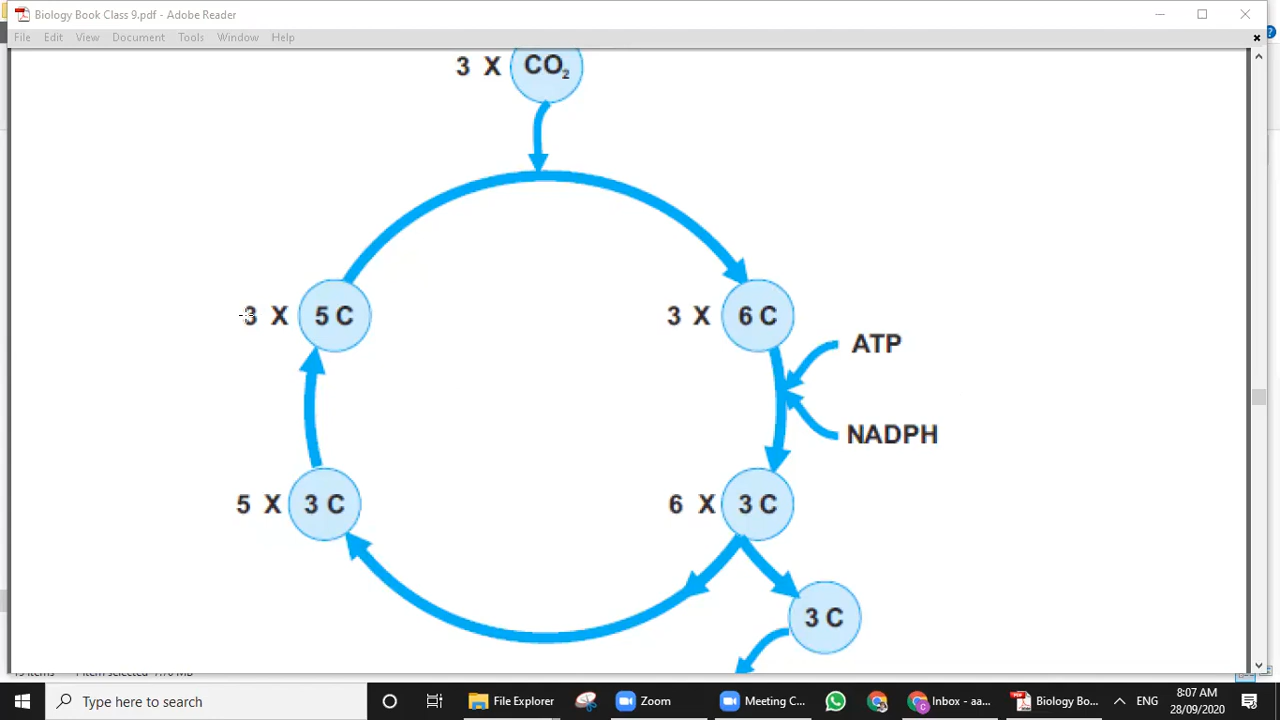 Biology Book Class 9.pdf - Adobe Reader
File Edit View Document Tools Window Help
3 X CO₂
3 X 5 C
3 X 6 C
ATP
NADPH
5 X 3 C
6 X 3 C
3 C
Type here to search
File Explorer
Zoom
Meeting C...
Inbox - aa...
Biology Bo...
ENG
8:07 AM
28/09/2020